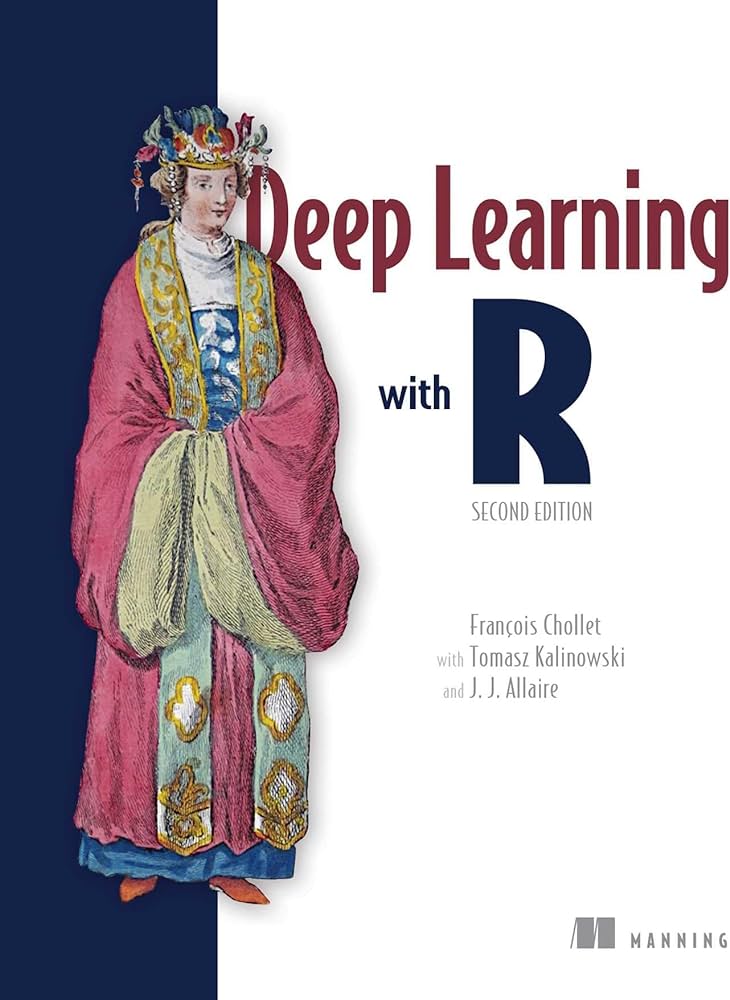 Deep Learning
with R
SECOND EDITION
François Chollet
with Tomasz Kalinowski
and J. J. Allaire
MANNING